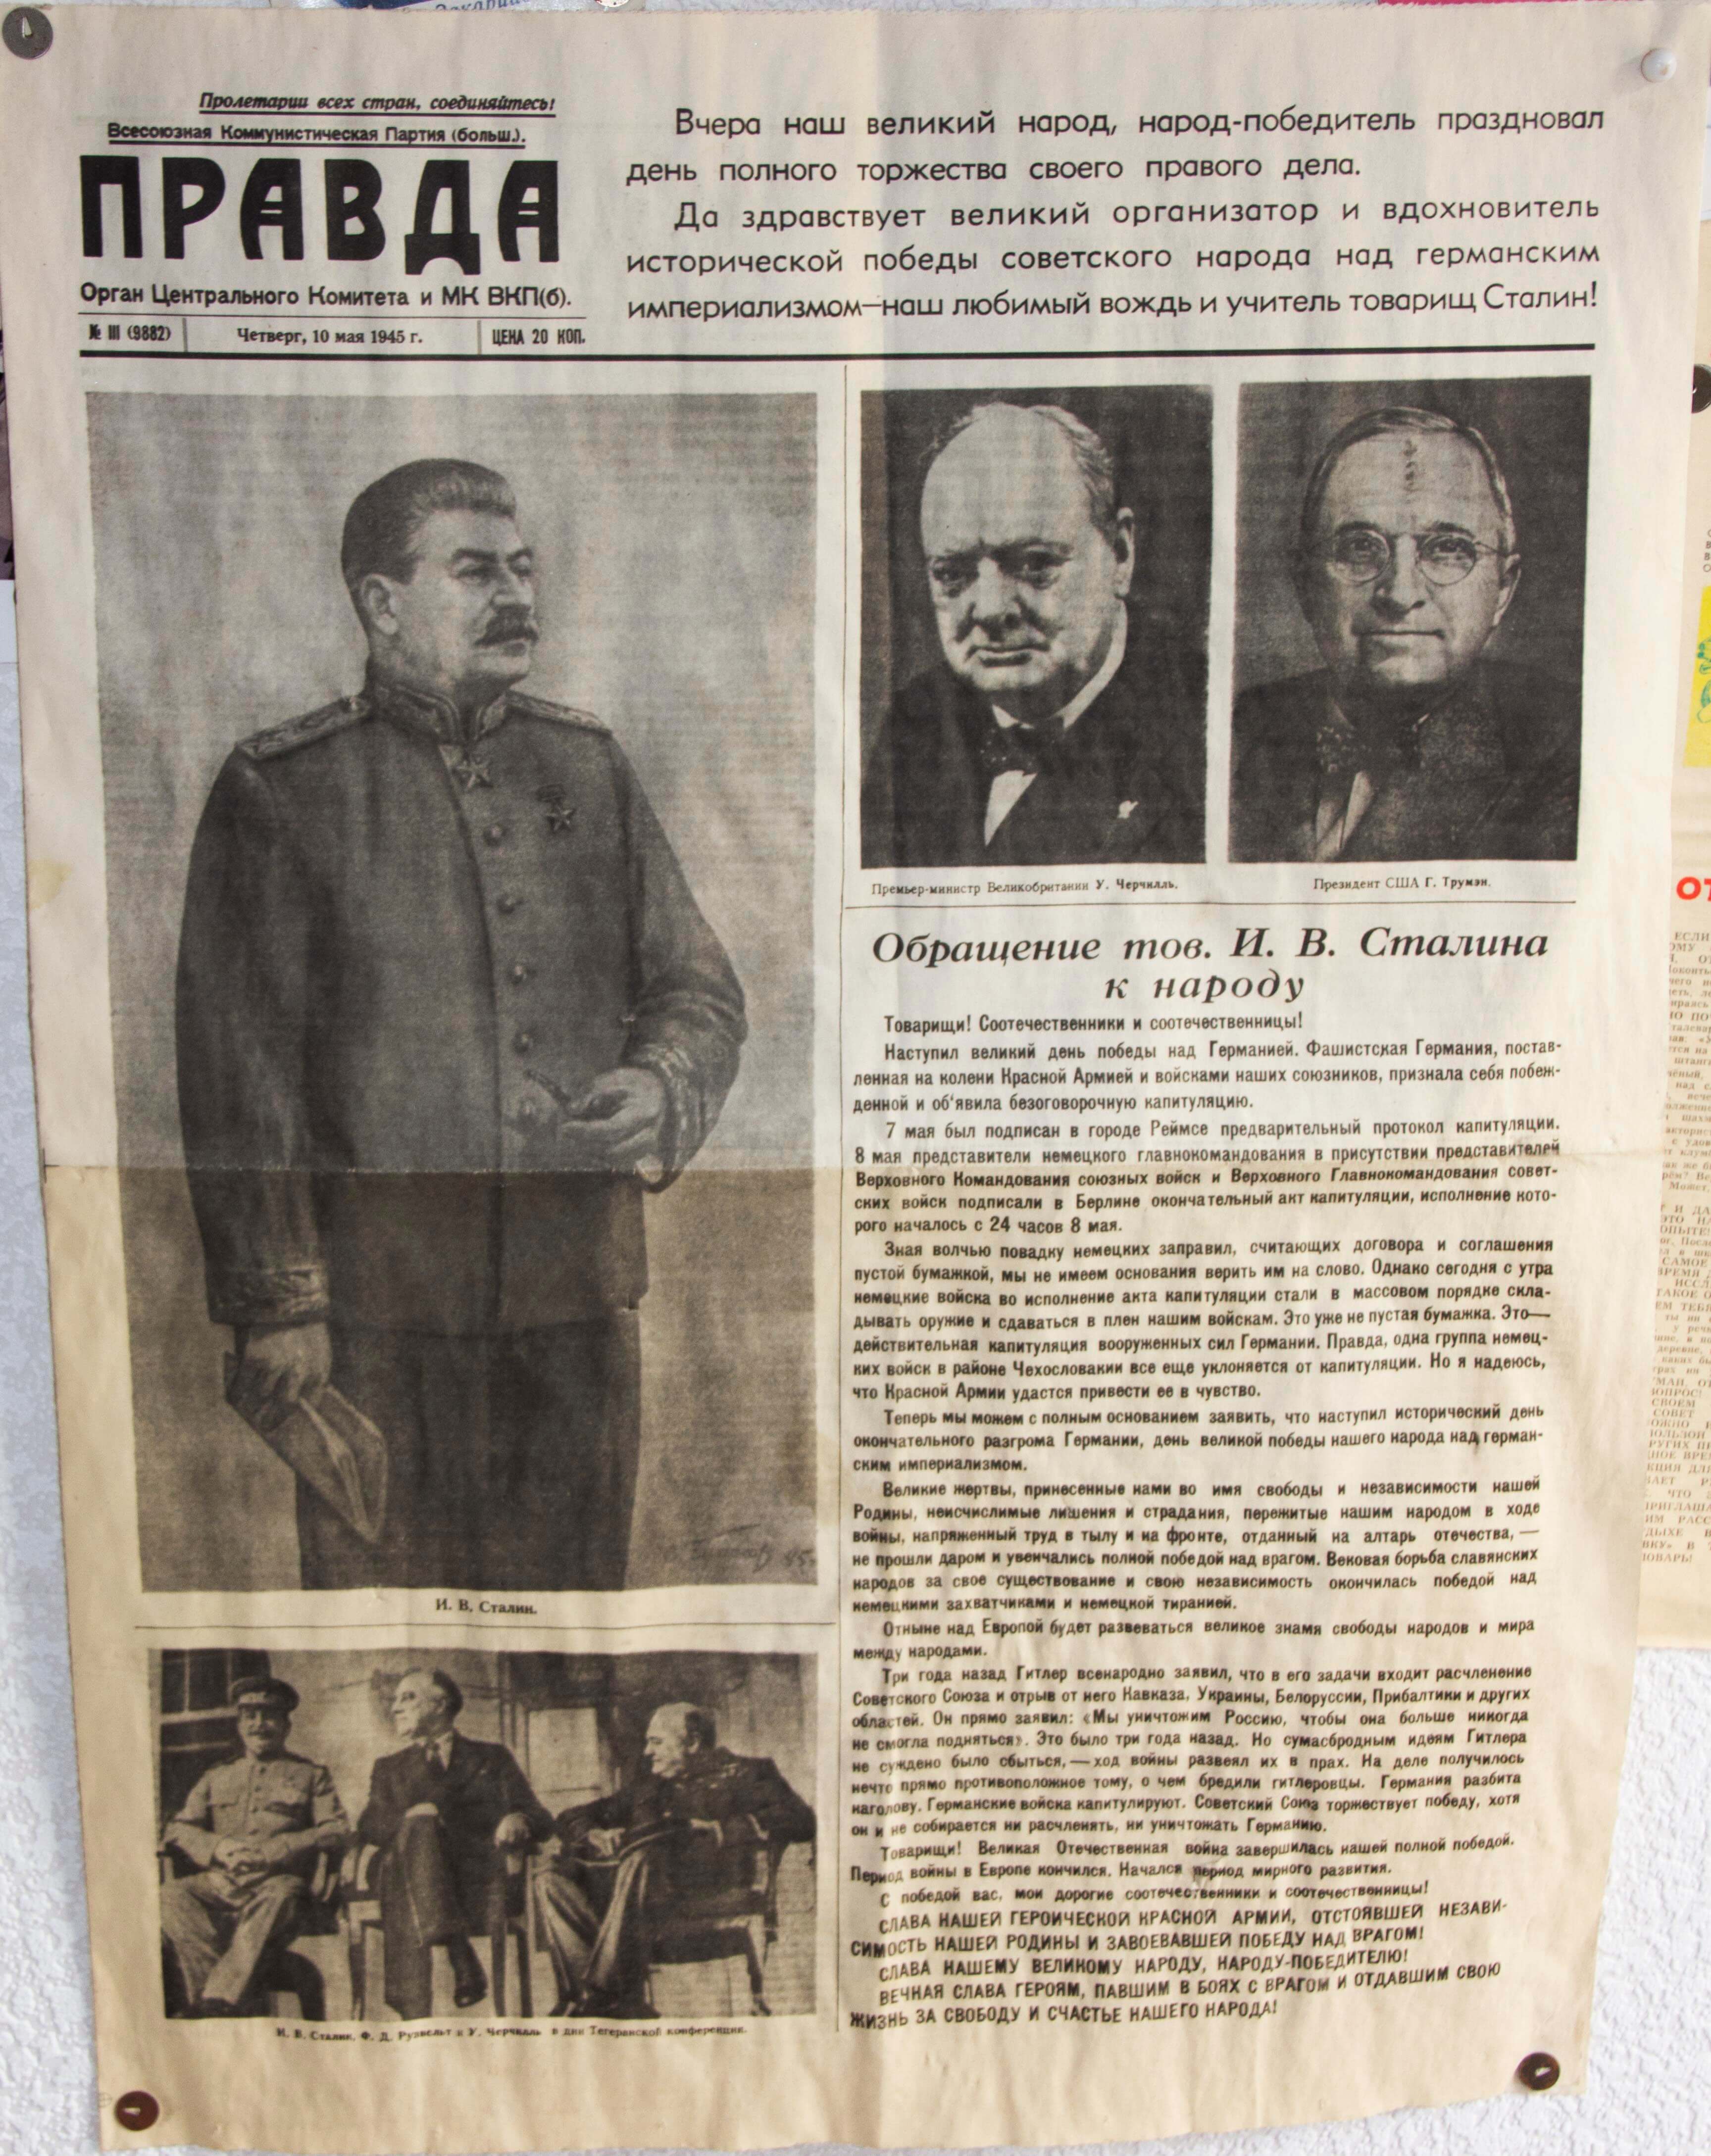 Пролетарии всех стран, соединяйтесь!
Всесоюзная Коммунистическая Партия (больш.).
ПРАВДА
Орган Центрального Комитета и МК ВКП(б).
№ III (9882)
Четверг, 10 мая 1945 г.
ЦЕНА 20 КОП.
Вчера наш великий народ, народ-победитель праздновал
день полного торжества своего правого дела.
Да здравствует великий организатор и вдохновитель
исторической победы советского народа над германским
империализмом—наш любимый вождь и учитель товарищ Сталин!
И. В. Сталин.
И. В. Сталин, Ф. Д. Рузвельт и У. Черчилль в дни Тегеранской конференции.
Премьер-министр Великобритании У. Черчилль.
Президент США Г. Трумэн.
Обращение тов. И. В. Сталина
к народу
Товарищи! Соотечественники и соотечественницы!
Наступил великий день победы над Германией. Фашистская Германия, постав-
ленная на колени Красной Армией и войсками наших союзников, признала себя побеж-
денной и об'явила безоговорочную капитуляцию.
7 мая был подписан в городе Реймсе предварительный протокол капитуляции.
8 мая представители немецкого главнокомандования в присутствии представителей
Верховного Командования союзных войск и Верховного Главнокомандования совет-
ских войск подписали в Берлине окончательный акт капитуляции, исполнение кото-
рого началось с 24 часов 8 мая.
Зная волчью повадку немецких заправил, считающих договора и соглашения
пустой бумажкой, мы не имеем основания верить им на слово. Однако сегодня с утра
немецкие войска во исполнение акта капитуляции стали в массовом порядке скла-
дывать оружие и сдаваться в плен нашим войскам. Это уже не пустая бумажка. Это—
действительная капитуляция вооруженных сил Германии. Правда, одна группа немец-
ких войск в районе Чехословакии все еще уклоняется от капитуляции. Но я надеюсь,
что Красной Армии удастся привести ее в чувство.
Теперь мы можем с полным основанием заявить, что наступил исторический день
окончательного разгрома Германии, день великой победы нашего народа над герман-
ским империализмом.
Великие жертвы, принесенные нами во имя свободы и независимости нашей
Родины, неисчислимые лишения и страдания, пережитые нашим народом в ходе
войны, напряженный труд в тылу и на фронте, отданный на алтарь отечества, —
не прошли даром и увенчались полной победой над врагом. Вековая борьба славянских
народов за свое существование и свою независимость окончилась победой над
немецкими захватчиками и немецкой тиранией.
Отныне над Европой будет развеваться великое знамя свободы народов и мира
между народами.
Три года назад Гитлер всенародно заявил, что в его задачи входит расчленение
Советского Союза и отрыв от него Кавказа, Украины, Белоруссии, Прибалтики и других
областей. Он прямо заявил: «Мы уничтожим Россию, чтобы она больше никогда
не смогла подняться». Это было три года назад. Но сумасбродным идеям Гитлера
не суждено было сбыться, — ход войны развеял их в прах. На деле получилось
нечто прямо противоположное тому, о чем бредили гитлеровцы. Германия разбита
наголову. Германские войска капитулируют. Советский Союз торжествует победу, хотя
он и не собирается ни расчленять, ни уничтожать Германию.
Товарищи! Великая Отечественная война завершилась нашей полной победой.
Период войны в Европе кончился. Начался период мирного развития.
С победой вас, мои дорогие соотечественники и соотечественницы!
СЛАВА НАШЕЙ ГЕРОИЧЕСКОЙ КРАСНОЙ АРМИИ, ОТСТОЯВШЕЙ НЕЗАВИ-
СИМОСТЬ НАШЕЙ РОДИНЫ И ЗАВОЕВАВШЕЙ ПОБЕДУ НАД ВРАГОМ!
СЛАВА НАШЕМУ ВЕЛИКОМУ НАРОДУ, НАРОДУ-ПОБЕДИТЕЛЮ!
ВЕЧНАЯ СЛАВА ГЕРОЯМ, ПАВШИМ В БОЯХ С ВРАГОМ И ОТДАВШИМ СВОЮ
ЖИЗНЬ ЗА СВОБОДУ И СЧАСТЬЕ НАШЕГО НАРОДА!